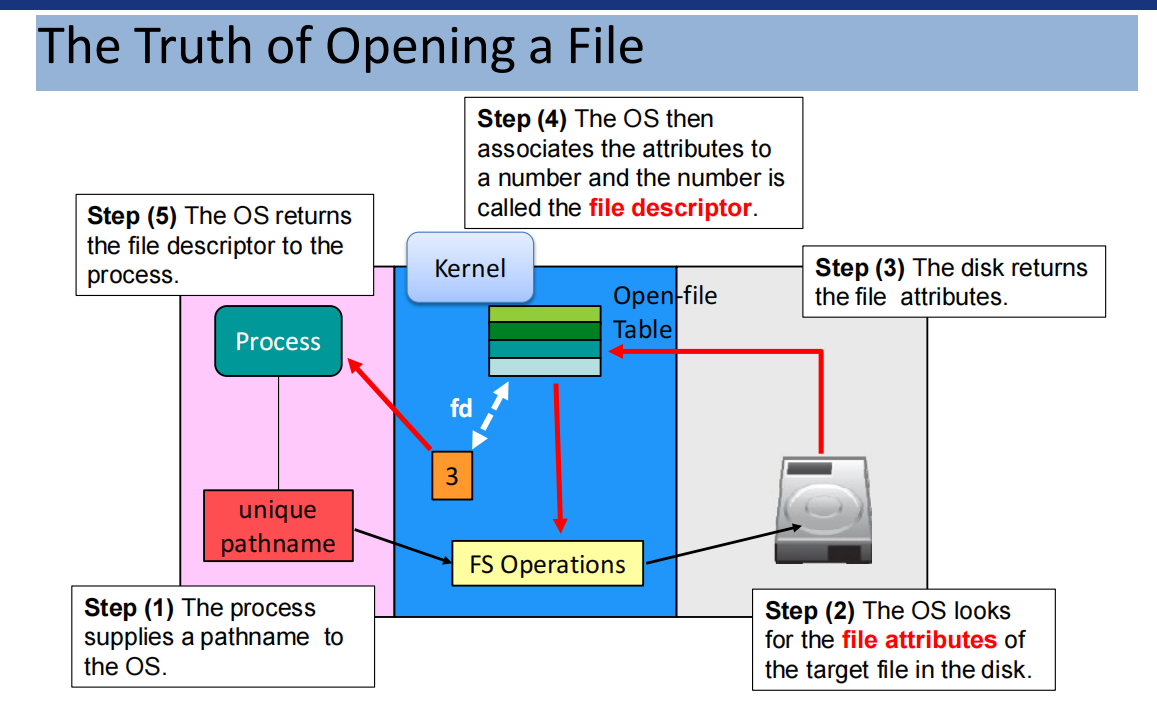 The Truth of Opening a File
Step (4) The OS then
associates the attributes to
a number and the number is
called the file descriptor.
Step (5) The OS returns
the file descriptor to the
process.
Kernel
Step (3) The disk returns
the file  attributes.
Open-file
Table
Process
fd
3
unique
pathname
FS Operations
Step (1) The process
supplies a pathname  to
the OS.
Step (2) The OS looks
for the file attributes of
the target file in the disk.